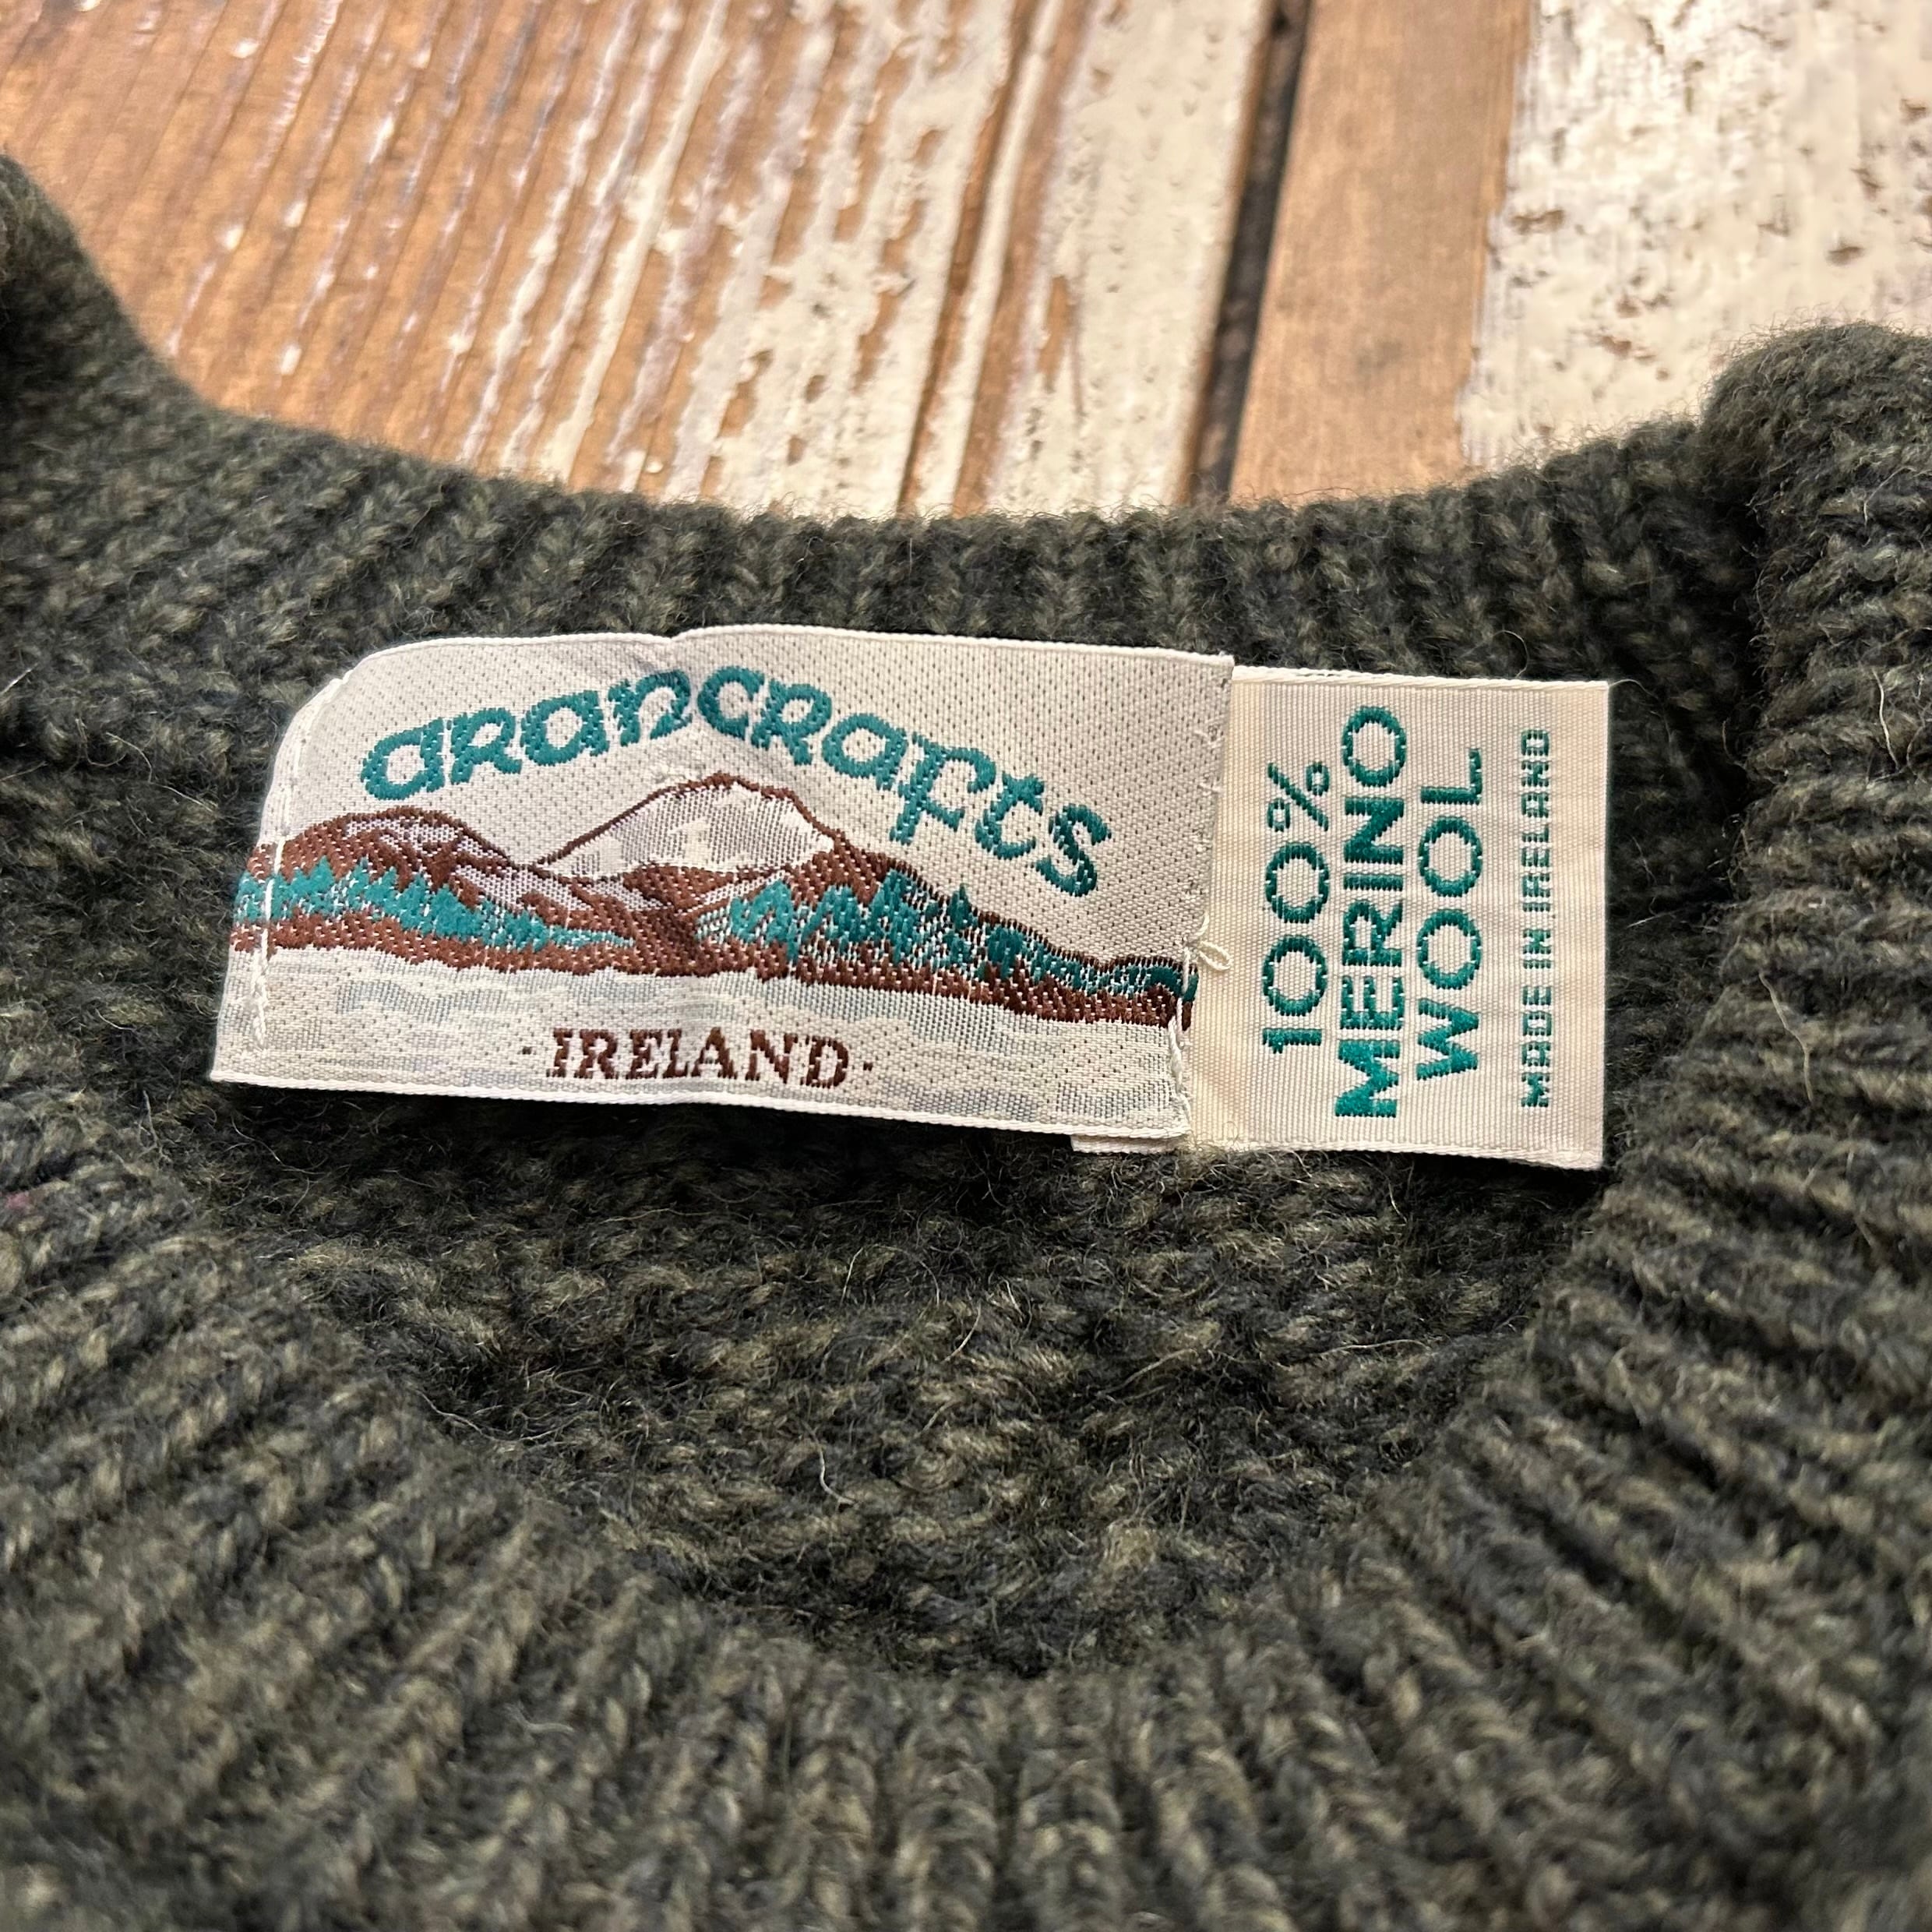 arancrafts
·IRELAND·
100%
MERINO
WOOL
MADE IN IRELAND